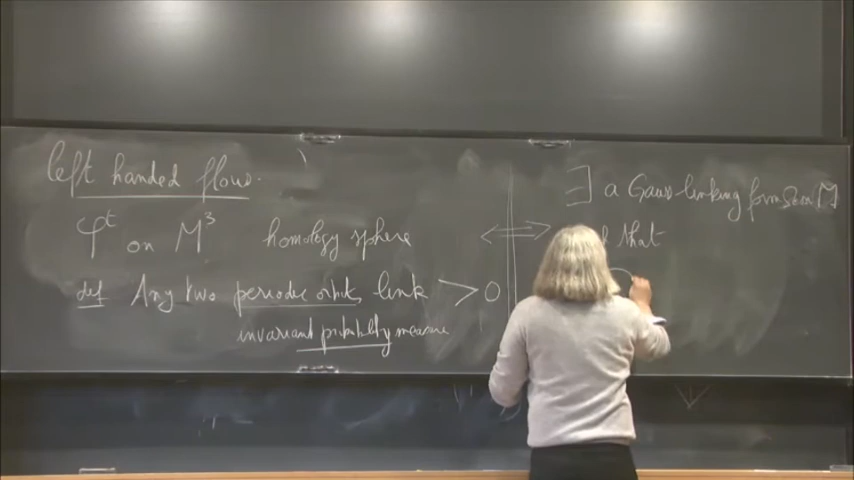 left handed flows.
φᵗ on M³ homology sphere
def Any two periodic orbits link > 0
invariant probability measure
⟺
∃ a Gauss linking form Ω on M
that